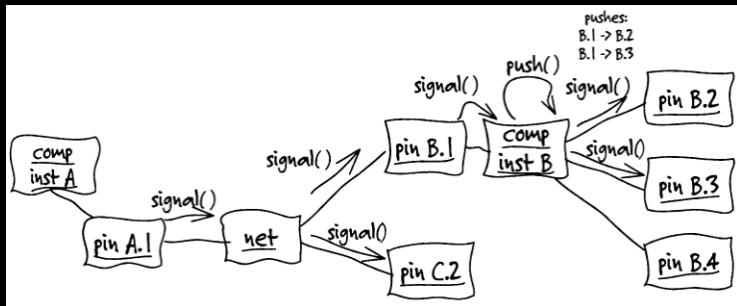 pushes:
B.1 -> B.2
B.1 -> B.3
push()
signal()
signal()
pin B.2
comp
inst A
signal()
pin B.1
comp
inst B
signal()
pin B.3
signal()
pin A.1
net
signal()
pin C.2
pin B.4